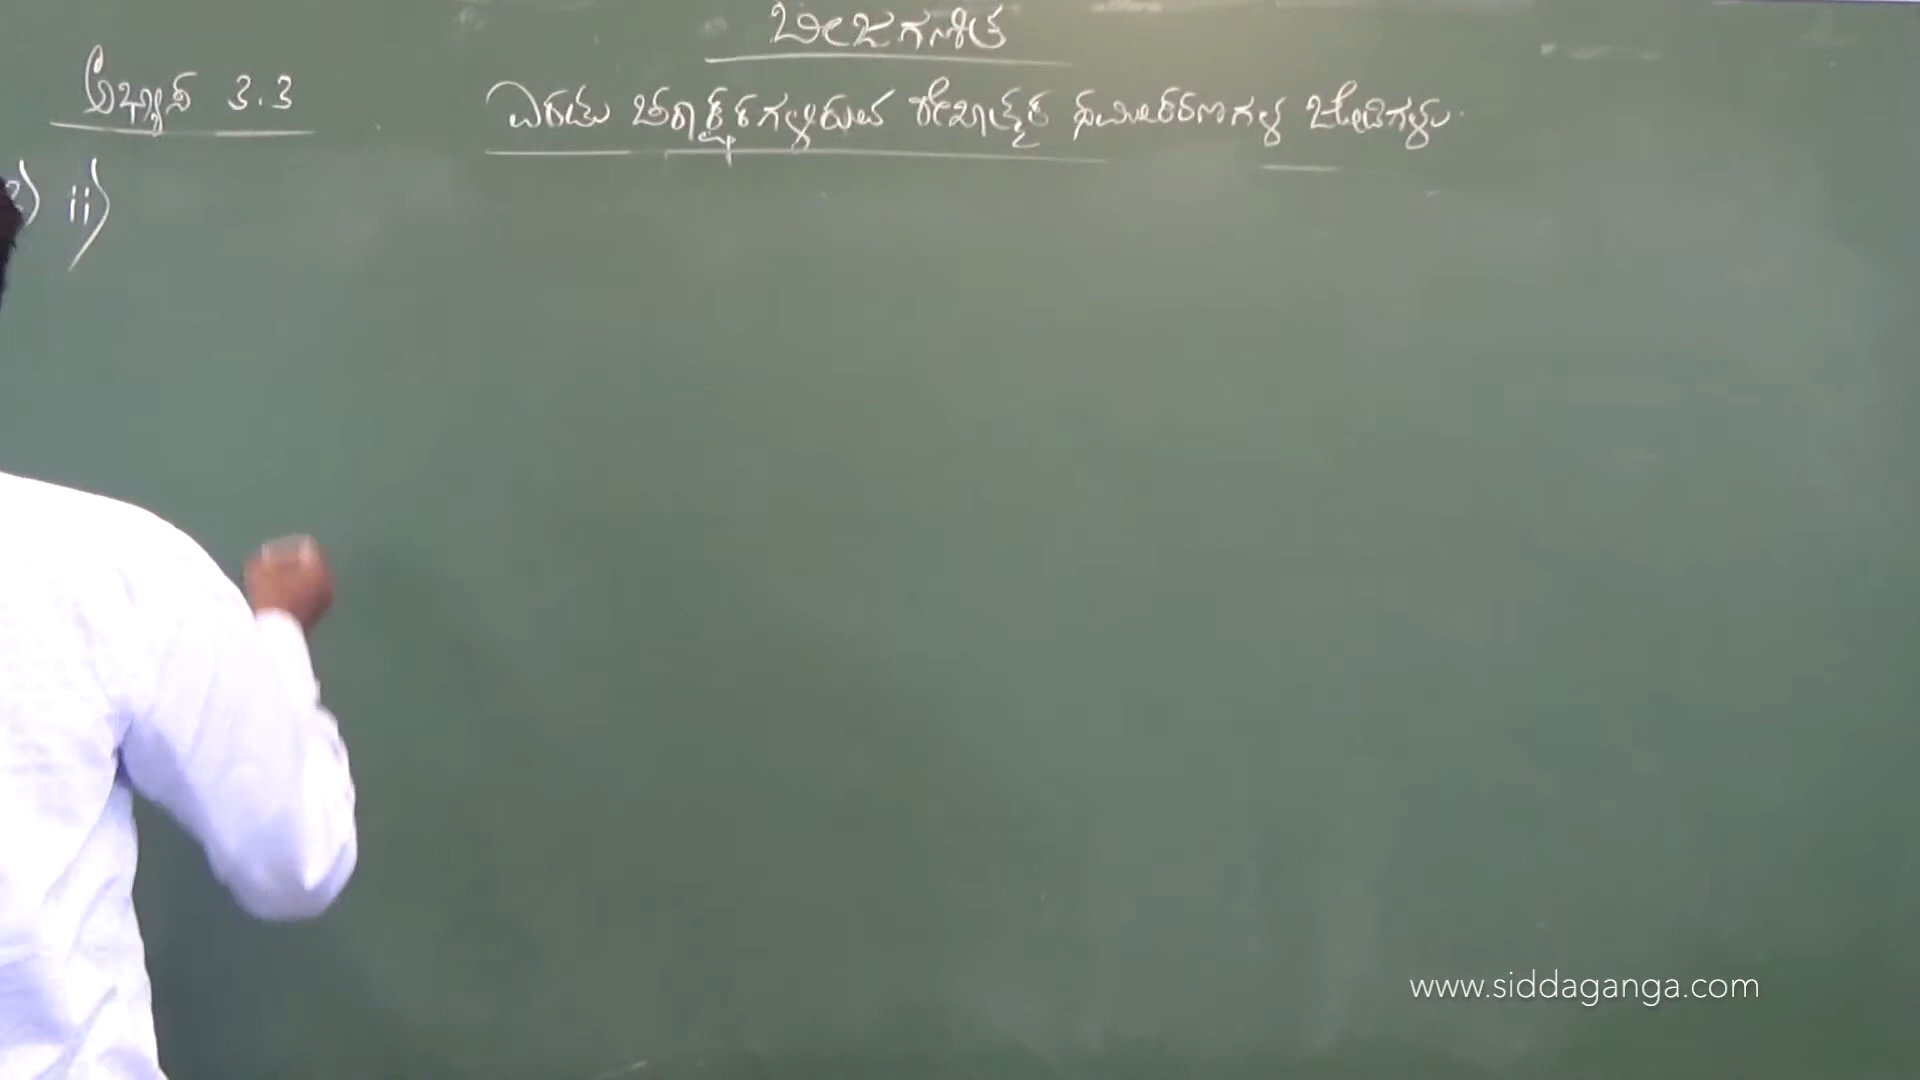 ಬೀಜಗಣಿತ
ಅಭ್ಯಾಸ 3.3
ಎರಡು ಚರಾಕ್ಷರಗಳ್ಳಿರುವ ರೇಖಾತ್ಮಕ ಸಮೀಕರಣಗಳ ಜೋಡಿಗಳು.
ii)
www.siddaganga.com